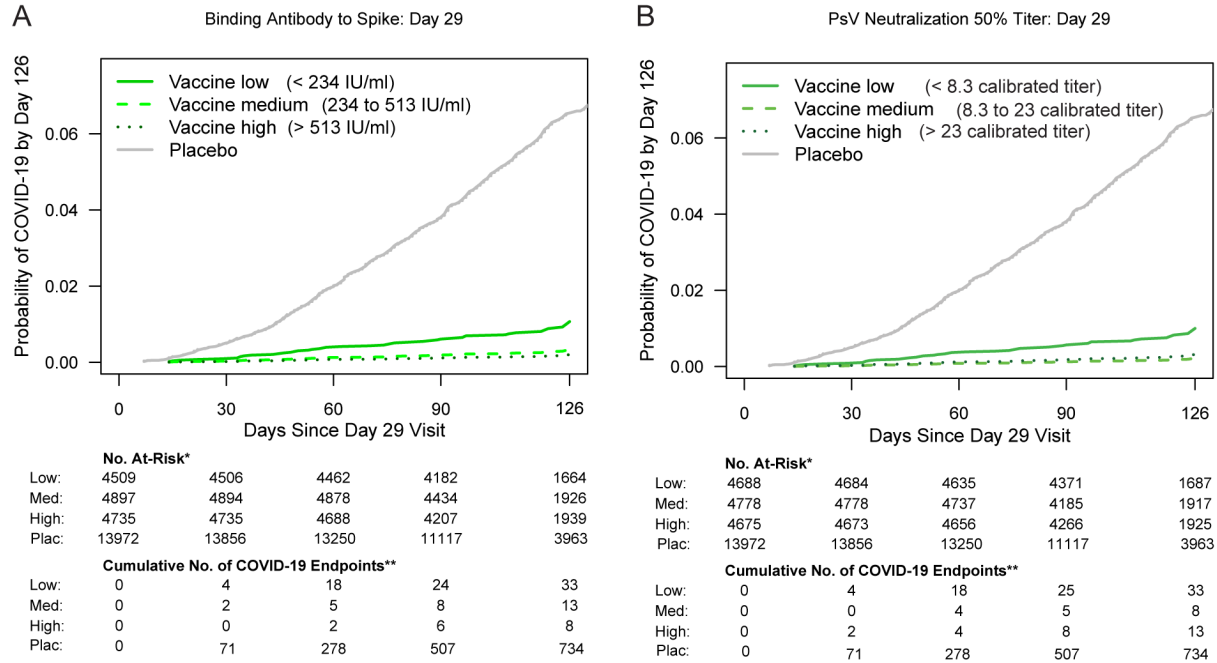 A
Binding Antibody to Spike: Day 29
Probability of COVID-19 by Day 126
0.06
0.04
0.02
0.00
Vaccine low (< 234 IU/ml)
Vaccine medium (234 to 513 IU/ml)
Vaccine high (> 513 IU/ml)
Placebo
0 30 60 90 126
Days Since Day 29 Visit
No. At-Risk*
Low: 4509 4506 4462 4182 1664
Med: 4897 4894 4878 4434 1926
High: 4735 4735 4688 4207 1939
Plac: 13972 13856 13250 11117 3963
Cumulative No. of COVID-19 Endpoints**
Low: 0 4 18 24 33
Med: 0 2 5 8 13
High: 0 0 2 6 8
Plac: 0 71 278 507 734
B
PsV Neutralization 50% Titer: Day 29
Probability of COVID-19 by Day 126
0.06
0.04
0.02
0.00
Vaccine low (< 8.3 calibrated titer)
Vaccine medium (8.3 to 23 calibrated titer)
Vaccine high (> 23 calibrated titer)
Placebo
0 30 60 90 126
Days Since Day 29 Visit
No. At-Risk*
Low: 4688 4684 4635 4371 1687
Med: 4778 4778 4737 4185 1917
High: 4675 4673 4656 4266 1925
Plac: 13972 13856 13250 11117 3963
Cumulative No. of COVID-19 Endpoints**
Low: 0 4 18 25 33
Med: 0 0 4 5 8
High: 0 2 4 8 13
Plac: 0 71 278 507 734